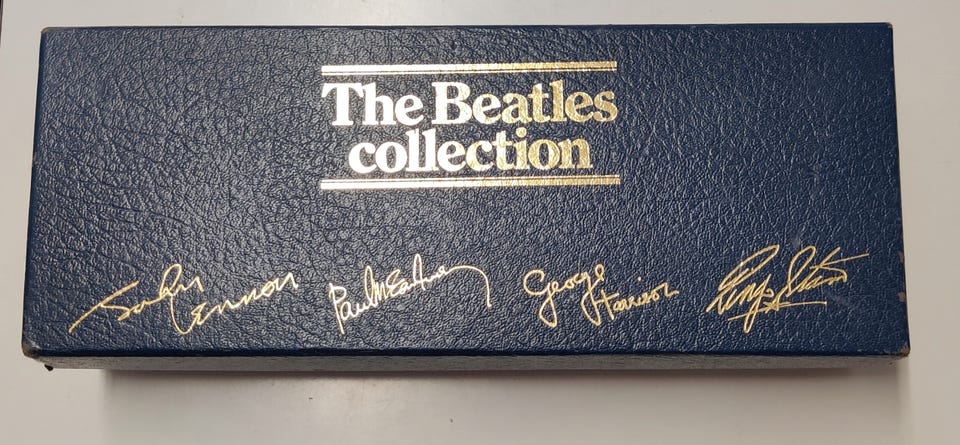 The Beatles
collection
John Lennon Paul McCartney George Harrison Ringo Starr